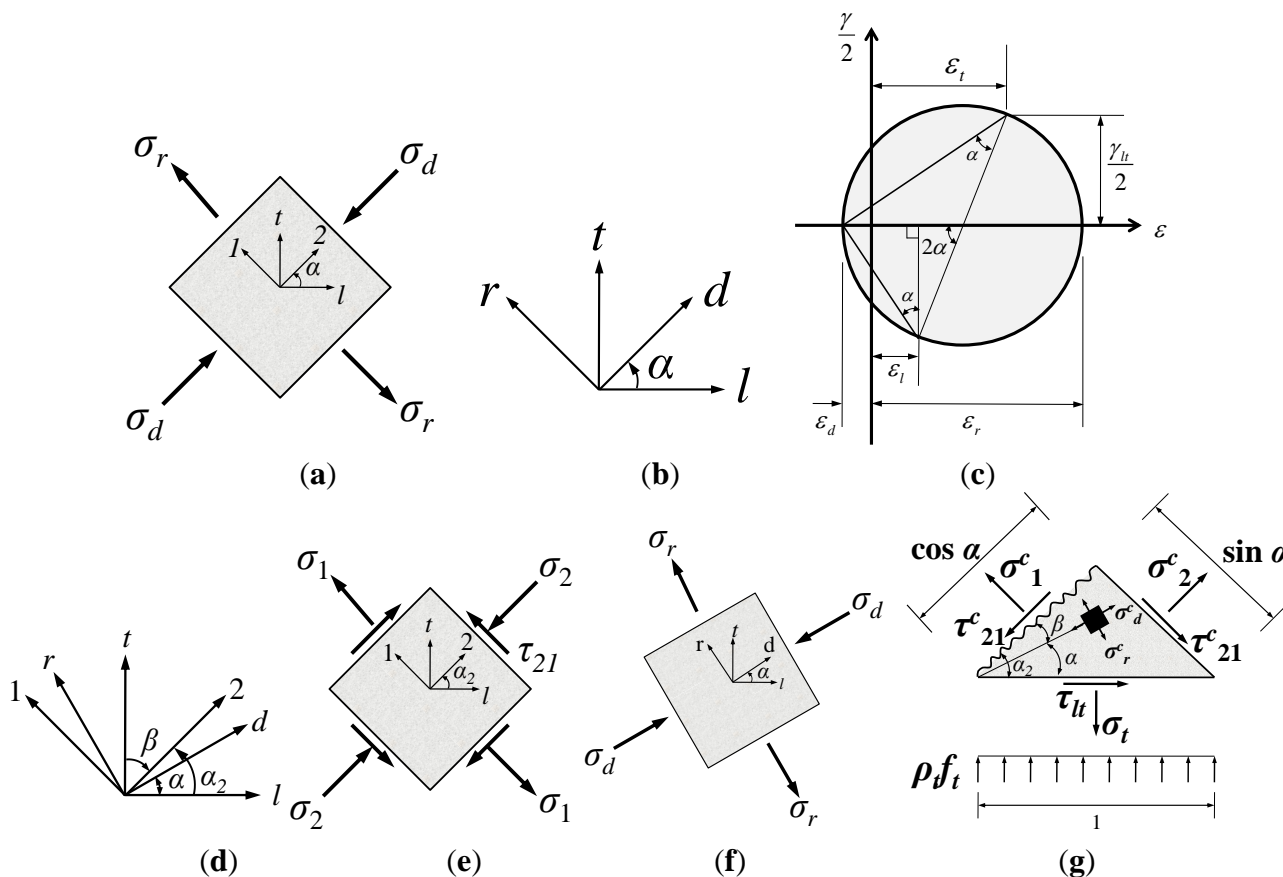 σr
σd
t
1
2
α
l
σd
σr
(a)
t
r
d
α
l
(b)
γ
2
εt
α
γlt
2
2α
ε
α
εl
εd
εr
(c)
t
r
1
2
d
β
α
α2
l
(d)
σ1
σ2
t
1
2
τ21
α2
l
σ2
σ1
(e)
σr
σd
r
t
d
α
l
σd
σr
(f)
cos α
sin α
σc1
σc2
τc21
σcd
β
σcr
τc21
α2
α
τlt
σt
ρtft
1
(g)